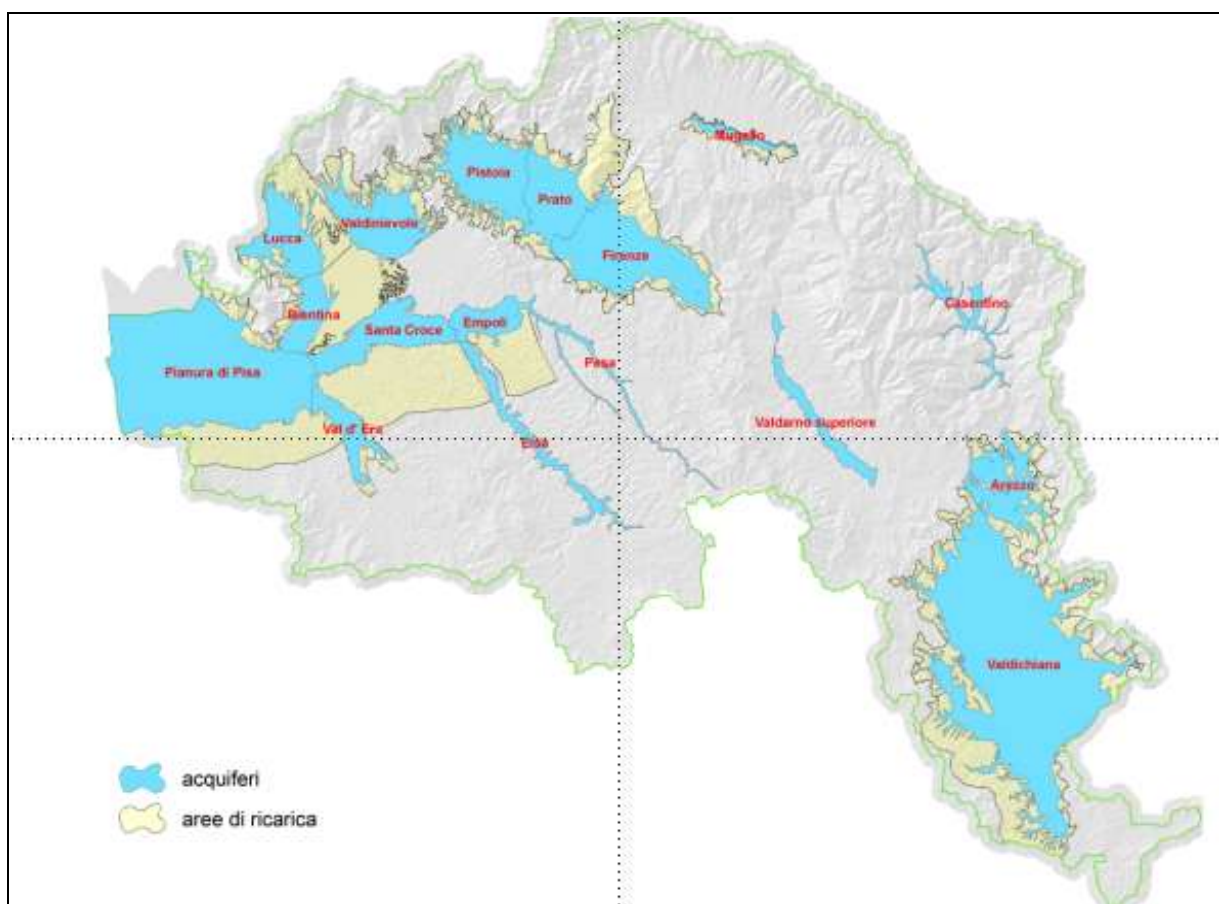 Mugello
Pistoia
Prato
Valdinievole
Lucca
Firenze
Casentino
Bientina
Santa Croce
Empoli
Pesa
Pianura di Pisa
Valdarno superiore
Val d' Era
Elsa
Arezzo
Valdichiana
acquiferi
aree di ricarica